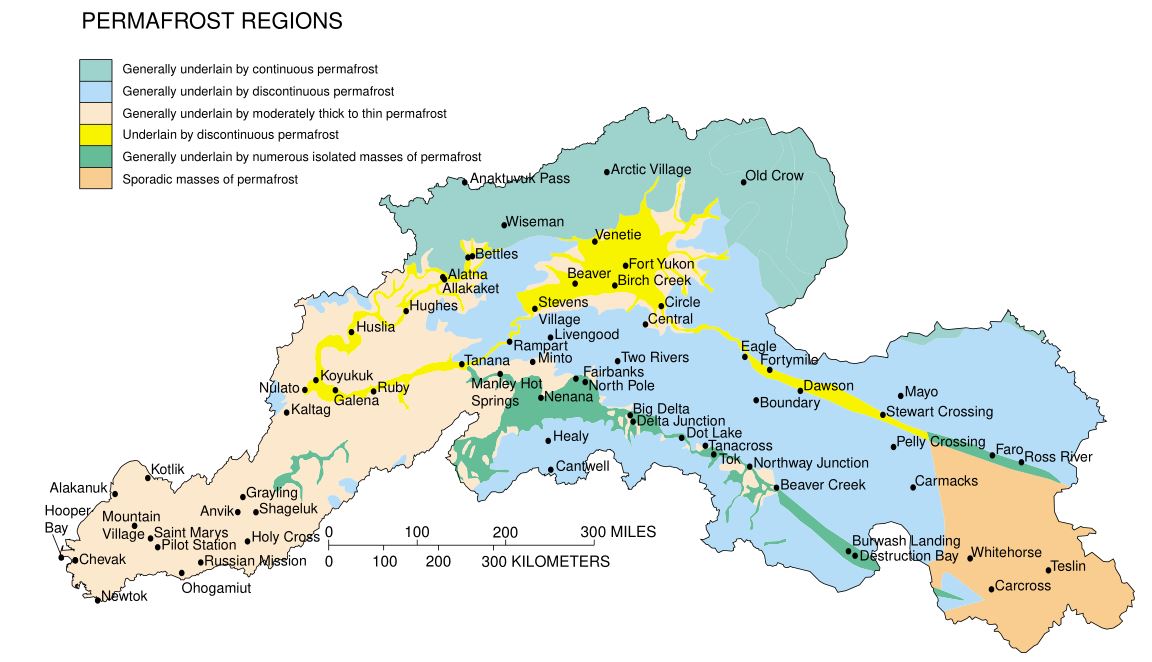 PERMAFROST REGIONS
Generally underlain by continuous permafrost
Generally underlain by discontinuous permafrost
Generally underlain by moderately thick to thin permafrost
Underlain by discontinuous permafrost
Generally underlain by numerous isolated masses of permafrost
Sporadic masses of permafrost
Anaktuvuk Pass
Arctic Village
Old Crow
Wiseman
Venetie
Bettles
Fort Yukon
Beaver
Birch Creek
Alatna
Allakaket
Hughes
Stevens
Village
Circle
Central
Huslia
Livengood
Rampart
Eagle
Tanana
Minto
Two Rivers
Fortymile
Koyukuk
Nulato
Ruby
Galena
Manley Hot
Springs
Fairbanks
North Pole
Dawson
Mayo
Nenana
Boundary
Kaltag
Big Delta
Delta Junction
Stewart Crossing
Healy
Dot Lake
Tanacross
Tok
Pelly Crossing
Faro
Ross River
Cantwell
Northway Junction
Kotlik
Alakanuk
Beaver Creek
Carmacks
Grayling
Hooper
Bay
Anvik
Shageluk
Mountain
Village
Saint Marys
Pilot Station
Holy Cross
0 100 200 300 MILES
0 100 200 300 KILOMETERS
Burwash Landing
Destruction Bay
Whitehorse
Chevak
Russian Mission
Teslin
Ohogamiut
Carcross
Newtok